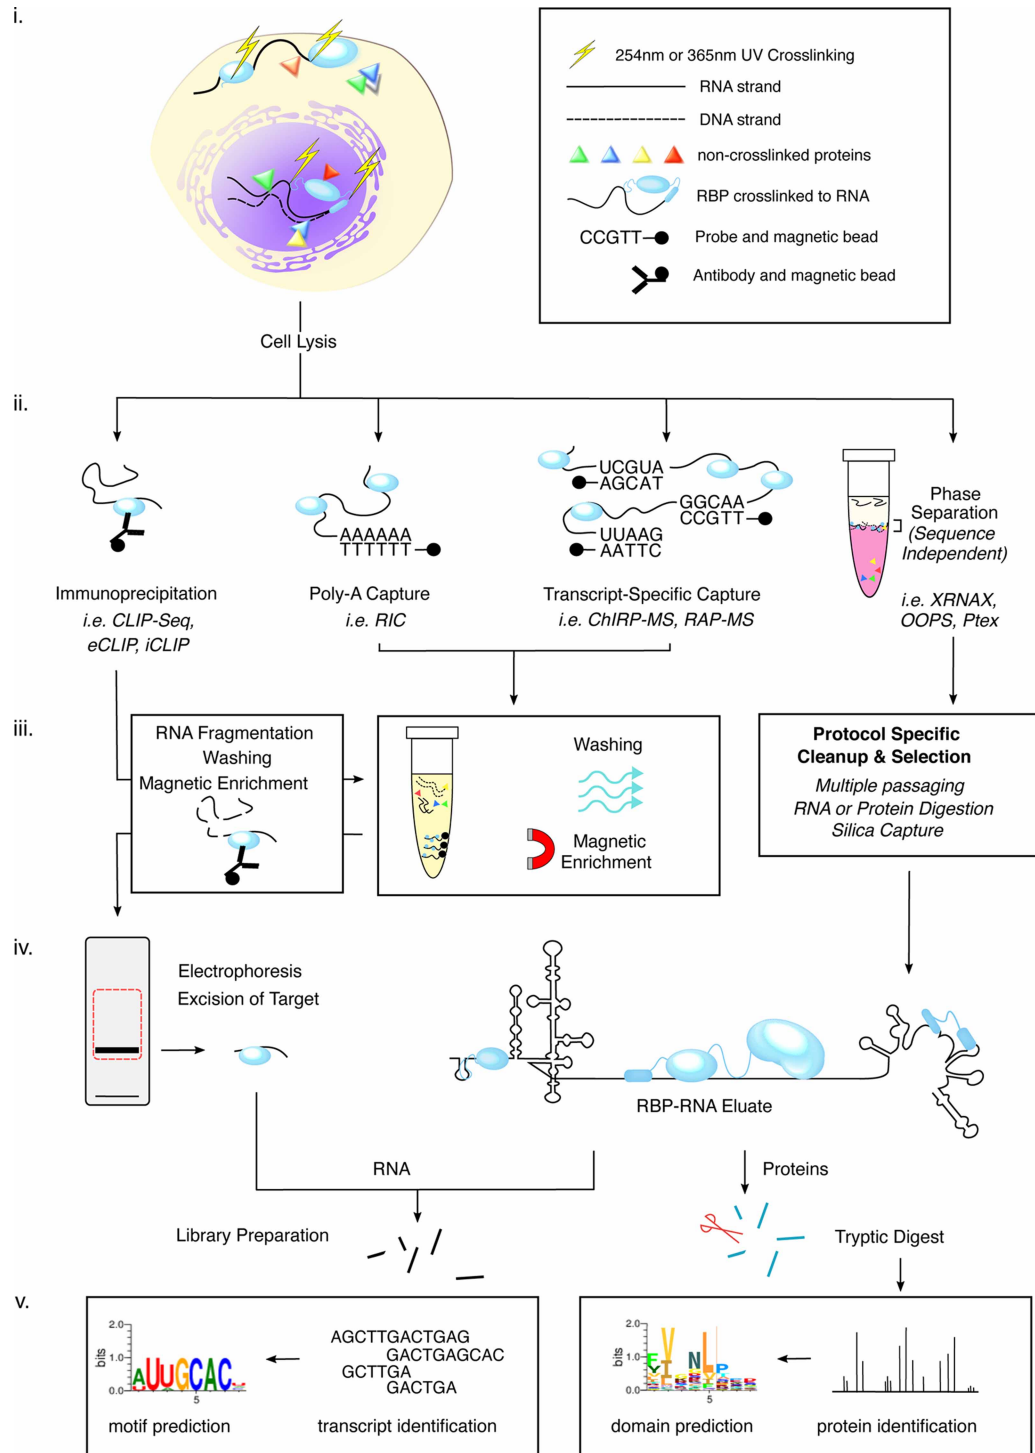 i.
254nm or 365nm UV Crosslinking
RNA strand
DNA strand
non-crosslinked proteins
RBP crosslinked to RNA
CCGTT
Probe and magnetic bead
Antibody and magnetic bead
Cell Lysis
ii.
Immunoprecipitation
i.e. CLIP-Seq,
eCLIP, iCLIP
AAAAAA
TTTTTT
Poly-A Capture
i.e. RIC
UCGUA
AGCAT
GGCAA
CCGTT
UUAAG
AATTC
Transcript-Specific Capture
i.e. ChIRP-MS, RAP-MS
Phase
Separation
(Sequence
Independent)
i.e. XRNAX,
OOPS, Ptex
iii.
RNA Fragmentation
Washing
Magnetic Enrichment
Washing
Magnetic
Enrichment
Protocol Specific
Cleanup & Selection
Multiple passaging
RNA or Protein Digestion
Silica Capture
iv.
Electrophoresis
Excision of Target
RBP-RNA Eluate
RNA
Proteins
Library Preparation
Tryptic Digest
v.
2.0
1.0
0.0
bits
AUUGCAC
5
motif prediction
AGCTTGACTGAG
GACTGAGCAC
GCTTGA
GACTGA
transcript identification
2.0
1.0
0.0
bits
5
domain prediction
protein identification